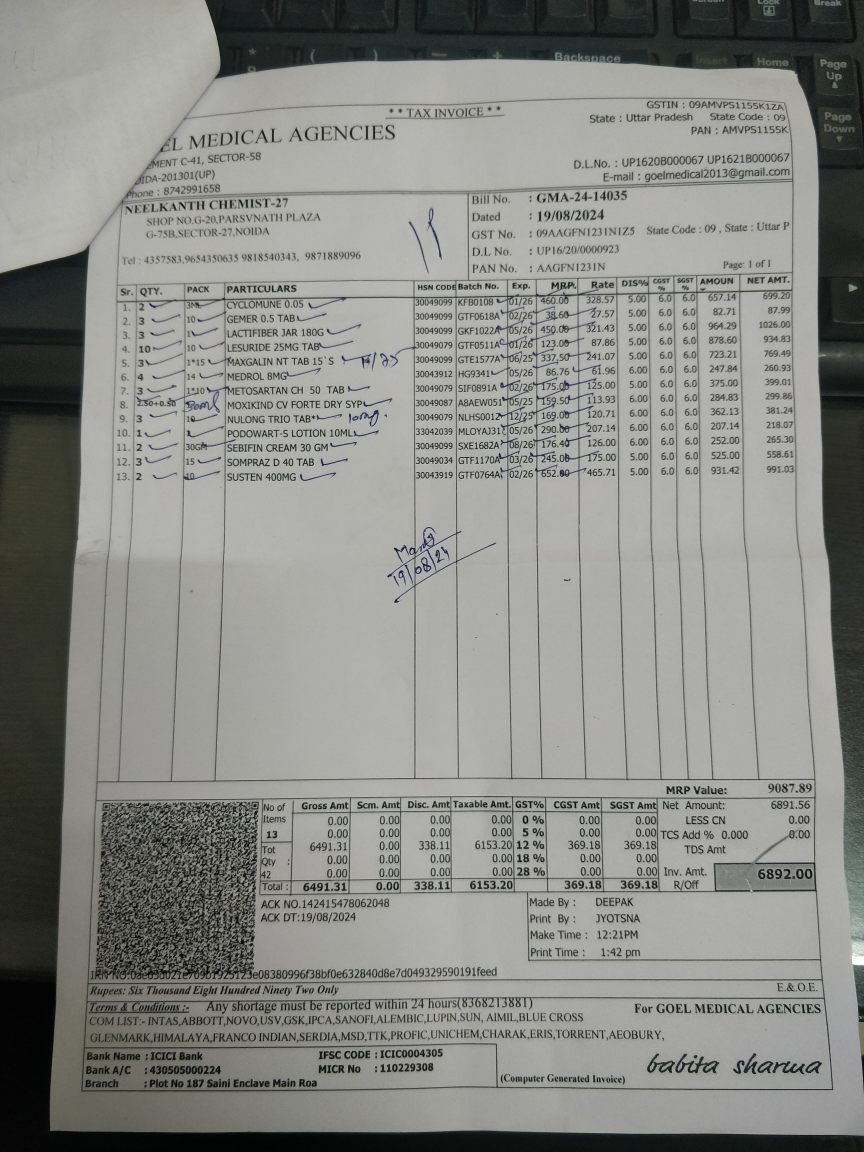 * * TAX INVOICE * *
GSTIN : 09AMVPS1155K1ZA
State : Uttar Pradesh State Code : 09
PAN : AMVPS1155K
EL MEDICAL AGENCIES
EMENT C-41, SECTOR-58
IDA-201301(UP)
Phone : 8742991658
D.L.No. : UP1620B000067 UP1621B000067
E-mail : goelmedical2013@gmail.com
NEELKANTH CHEMIST-27
SHOP NO.G-20,PARSVNATH PLAZA
G-75B,SECTOR-27,NOIDA
Tel : 4357583,9654350635 9818540343, 9871889096
Bill No. : GMA-24-14035
Dated : 19/08/2024
GST No. : 09AAGFN1231N1Z5 State Code : 09 , State : Uttar P
D.L No. : UP16/20/0000923
PAN No. : AAGFN1231N Page: 1 of 1
Sr. QTY. PACK PARTICULARS HSN CODE Batch No. Exp. MRP. Rate DIS% CGST % SGST % AMOUN NET AMT.
1. 2 3ML CYCLOMUNE 0.05 30049099 KFB0108 01/26 460.00 328.57 5.00 6.0 6.0 657.14 699.20
2. 3 10 GEMER 0.5 TAB 30049099 GTF0618A 02/26 38.60 27.57 5.00 6.0 6.0 82.71 87.99
3. 3 1 LACTIFIBER JAR 180G 30049099 GKF1022A 05/26 450.00 321.43 5.00 6.0 6.0 964.29 1026.00
4. 10 10 LESURIDE 25MG TAB 30049079 GTF0511A 01/26 123.00 87.86 5.00 6.0 6.0 878.60 934.83
5. 3 1*15 MAXGALIN NT TAB 15`S 30049099 GTE1577A 06/25 337.50 241.07 5.00 6.0 6.0 723.21 769.49
6. 4 14 MEDROL 8MG 30043912 HG9341 05/26 86.76 61.96 5.00 6.0 6.0 247.84 260.93
7. 3 1*10 METOSARTAN CH 50 TAB 30049079 SIF0891A 02/26 175.00 125.00 5.00 6.0 6.0 375.00 399.01
8. 2.50+0.50 MOXIKIND CV FORTE DRY SYP 30049087 A8AEW051 05/25 159.50 113.93 5.00 6.0 6.0 284.83 299.86
9. 3 10 NULONG TRIO TAB* 10mg. 30049079 NLHS0012 12/25 169.00 120.71 5.00 6.0 6.0 362.13 381.24
10. 1 1 PODOWART-S LOTION 10ML 33042039 MLOYAJ31 05/26 290.00 207.14 5.00 6.0 6.0 207.14 218.07
11. 2 30GM SEBIFIN CREAM 30 GM 30049099 SXE1682A 08/26 176.40 126.00 5.00 6.0 6.0 252.00 265.30
12. 3 15 SOMPRAZ D 40 TAB 30049034 GTF1170A 03/26 245.00 175.00 5.00 6.0 6.0 525.00 558.61
13. 2 10 SUSTEN 400MG 30043919 GTF0764A 02/26 652.00 465.71 5.00 6.0 6.0 931.42 991.03
19/08/24
MRP Value: 9087.89
No of Items 13 Tot Qty : 42
Gross Amt Scm. Amt Disc. Amt Taxable Amt. GST% CGST Amt SGST Amt
0.00 0.00 0.00 0.00 0 % 0.00 0.00
0.00 0.00 0.00 0.00 5 % 0.00 0.00
6491.31 0.00 338.11 6153.20 12 % 369.18 369.18
0.00 0.00 0.00 0.00 18 % 0.00 0.00
0.00 0.00 0.00 0.00 28 % 0.00 0.00
Total : 6491.31 0.00 338.11 6153.20 369.18 369.18
Net Amount: 6891.56
LESS CN 0.00
TCS Add % 0.000 0.00
TDS Amt
Inv. Amt. R/Off 6892.00
ACK NO.142415478062048
ACK DT:19/08/2024
Made By : DEEPAK
Print By : JYOTSNA
Make Time : 12:21PM
Print Time : 1:42 pm
Rupees: Six Thousand Eight Hundred Ninety Two Only E.& O.E.
Terms & Conditions :- Any shortage must be reported within 24 hours(8368213881)
COM LIST:- INTAS,ABBOTT,NOVO,USV,GSK,IPCA,SANOFI,ALEMBIC,LUPIN,SUN, AIMIL,BLUE CROSS
GLENMARK,HIMALAYA,FRANCO INDIAN,SERDIA,MSD,TTK,PROFIC,UNICHEM,CHARAK,ERIS,TORRENT,AEOBURY,
For GOEL MEDICAL AGENCIES
Bank Name : ICICI Bank IFSC CODE : ICIC0004305
Bank A/C : 430505000224 MICR No : 110229308
Branch : Plot No 187 Saini Enclave Main Roa
(Computer Generated Invoice)
babita sharma